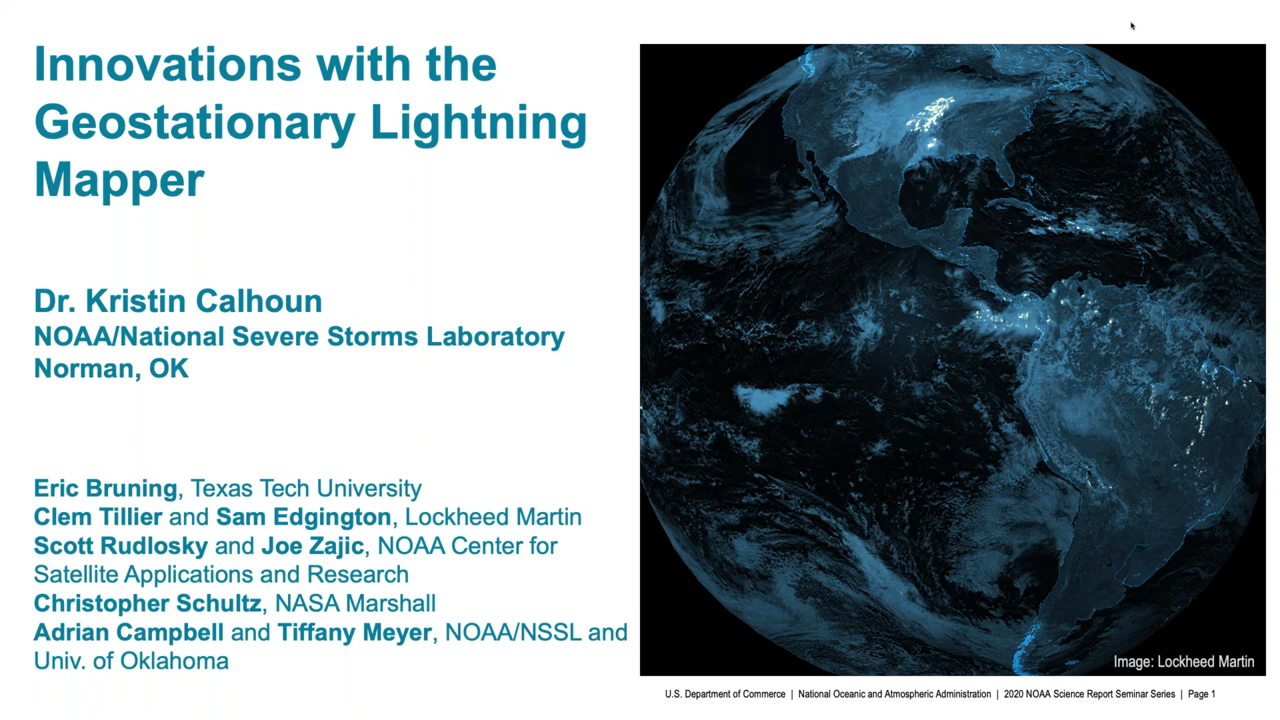 Innovations with the
Geostationary Lightning
Mapper
Dr. Kristin Calhoun
NOAA/National Severe Storms Laboratory
Norman, OK
Eric Bruning, Texas Tech University
Clem Tillier and Sam Edgington, Lockheed Martin
Scott Rudlosky and Joe Zajic, NOAA Center for
Satellite Applications and Research
Christopher Schultz, NASA Marshall
Adrian Campbell and Tiffany Meyer, NOAA/NSSL and
Univ. of Oklahoma
Image: Lockheed Martin
U.S. Department of Commerce | National Oceanic and Atmospheric Administration | 2020 NOAA Science Report Seminar Series | Page 1